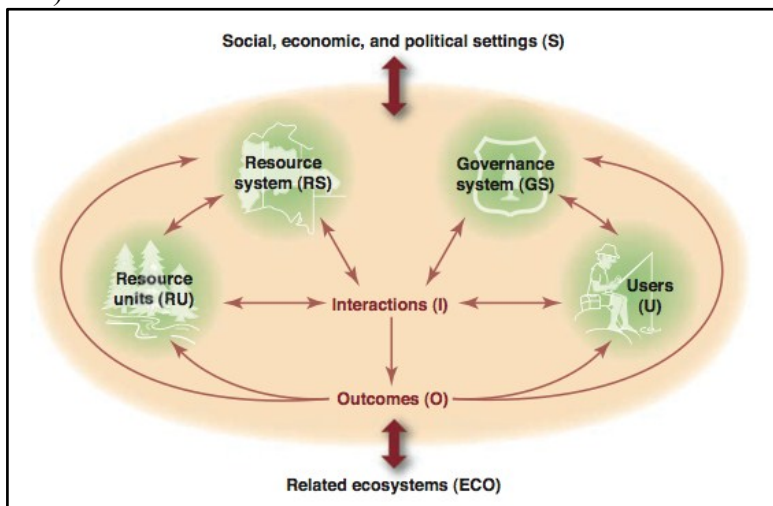 Social, economic, and political settings (S)
Resource
system (RS)
Governance
system (GS)
Resource
units (RU)
Interactions (I)
Users
(U)
Outcomes (O)
Related ecosystems (ECO)